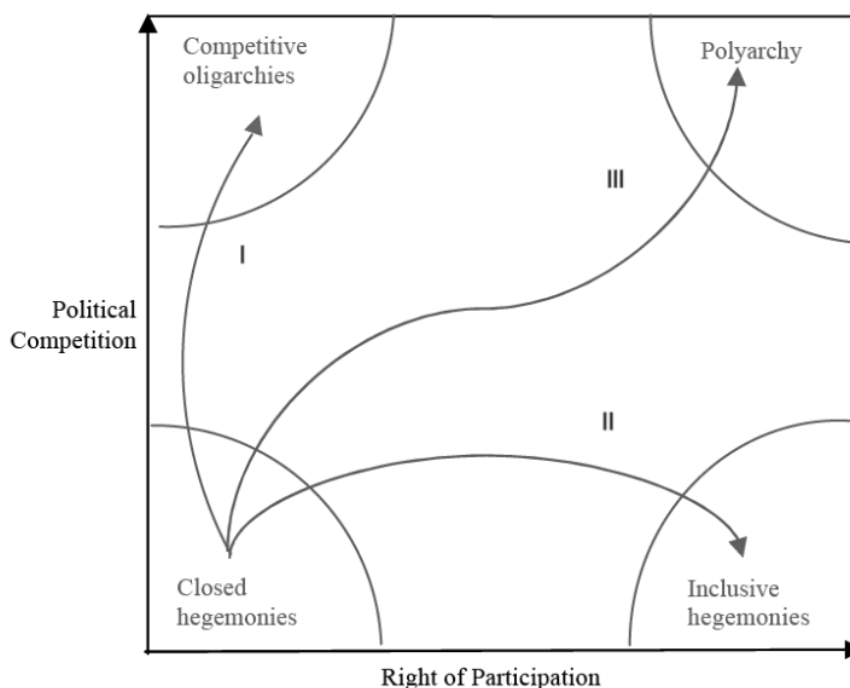 Competitive
oligarchies
Polyarchy
III
I
Political
Competition
II
Closed
hegemonies
Inclusive
hegemonies
Right of Participation